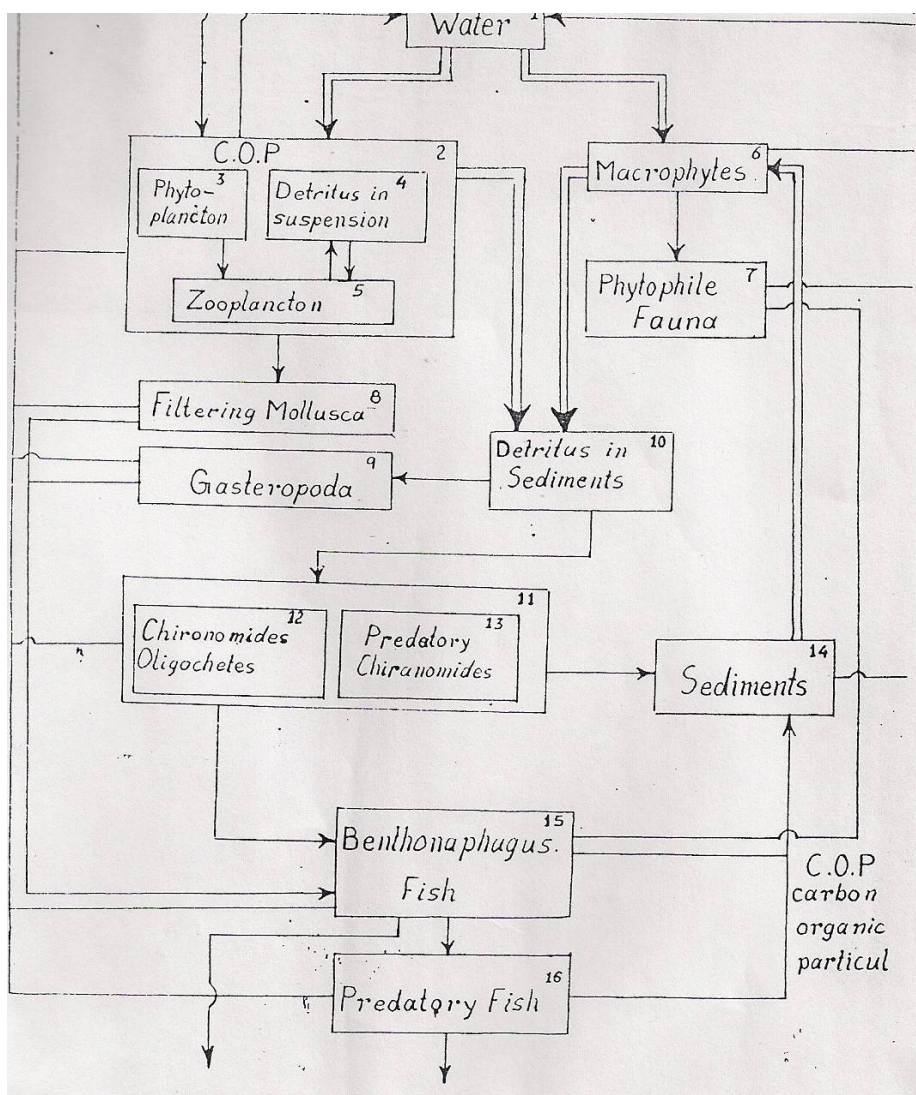 1
Water
C.O.P 2
Phyto- 3
plancton
Detritus in 4
suspension
Zooplancton 5
Macrophytes 6
Phytophile 7
Fauna
Filtering Mollusca 8
Gasteropoda 9
Detritus in 10
Sediments
11
Chironomides 12
Oligochetes
Predatory 13
Chiranomides
Sediments 14
Benthonaphagus. 15
Fish
C.O.P
carbon
organic
particul
Predatory Fish 16